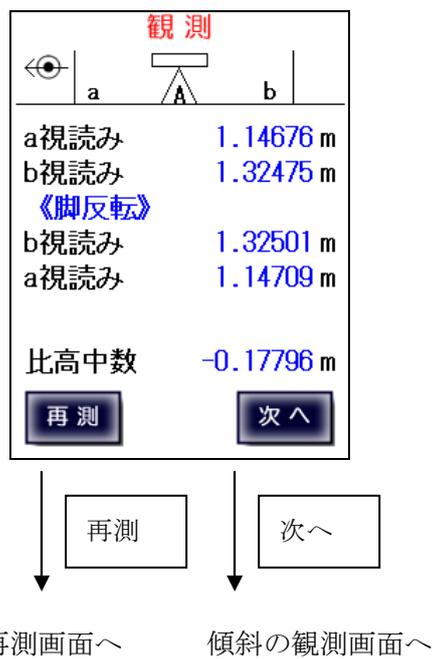 観 測
a A b
a視読み 1.14676 m
b視読み 1.32475 m
《脚反転》
b視読み 1.32501 m
a視読み 1.14709 m
比高中数 -0.17796 m
再 測 次 へ
再測 次へ
再測画面へ 傾斜の観測画面へ